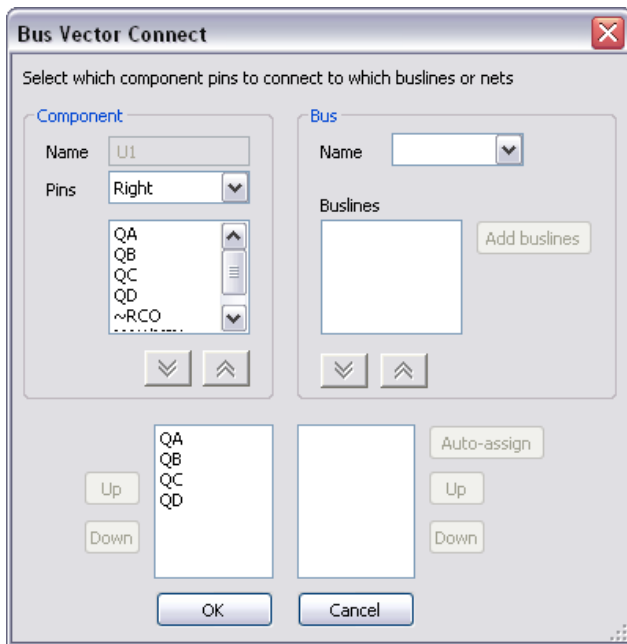 Bus Vector Connect
Select which component pins to connect to which buslines or nets
Component
Name
U1
Pins
Right
QA
QB
QC
QD
~RCO
Bus
Name
Buslines
Add buslines
QA
QB
QC
QD
Up
Down
Auto-assign
Up
Down
OK
Cancel